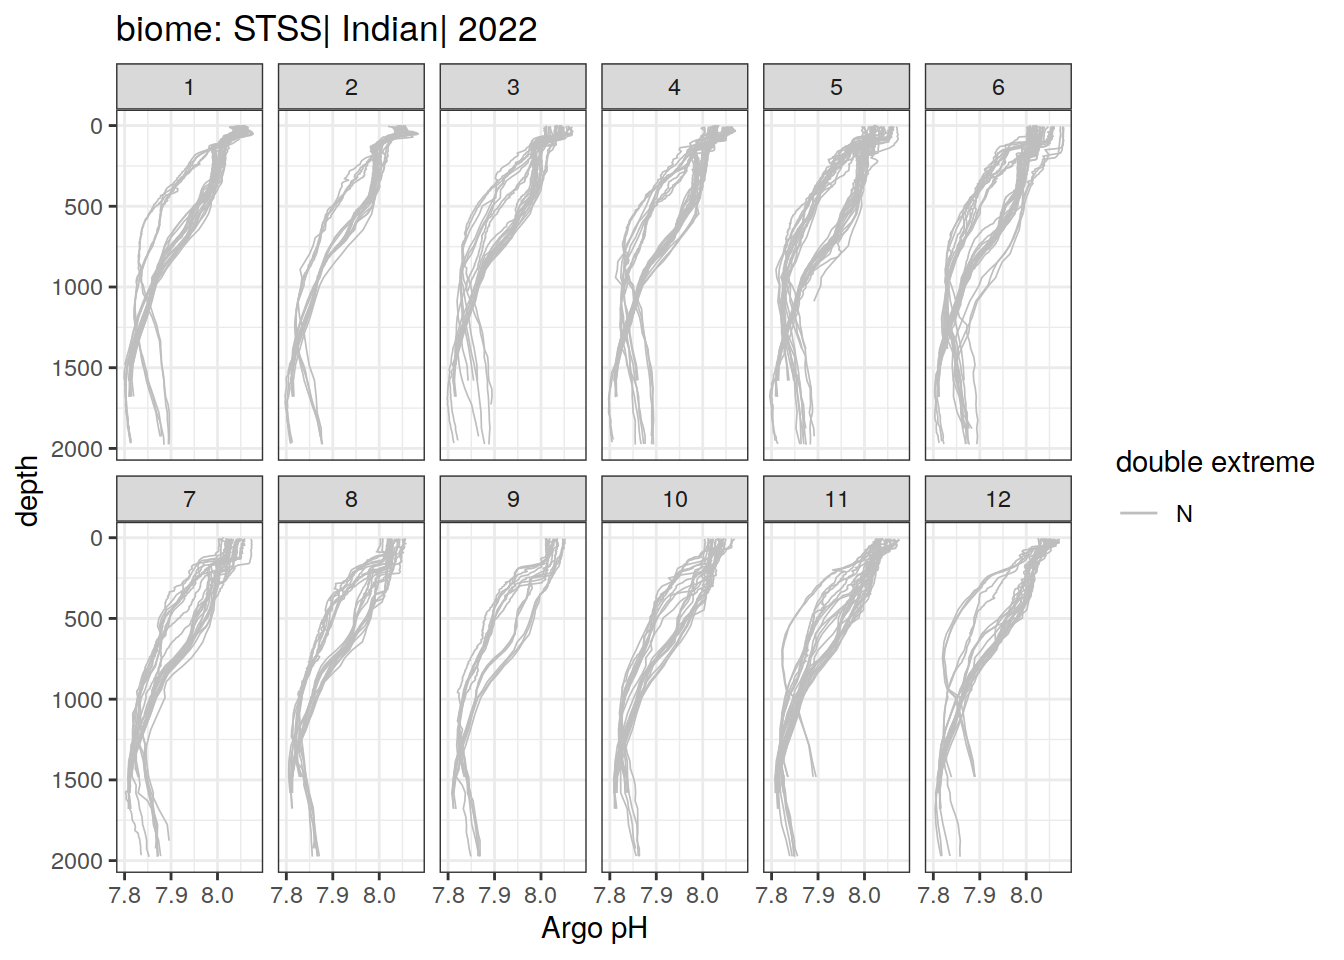 biome: STSS| Indian| 2022
1 2 3 4 5 6
0
500
1000
1500
2000
7 8 9 10 11 12
0
500
1000
1500
2000
7.8 7.9 8.0 7.8 7.9 8.0 7.8 7.9 8.0 7.8 7.9 8.0 7.8 7.9 8.0 7.8 7.9 8.0
Argo pH
depth
double extreme
N